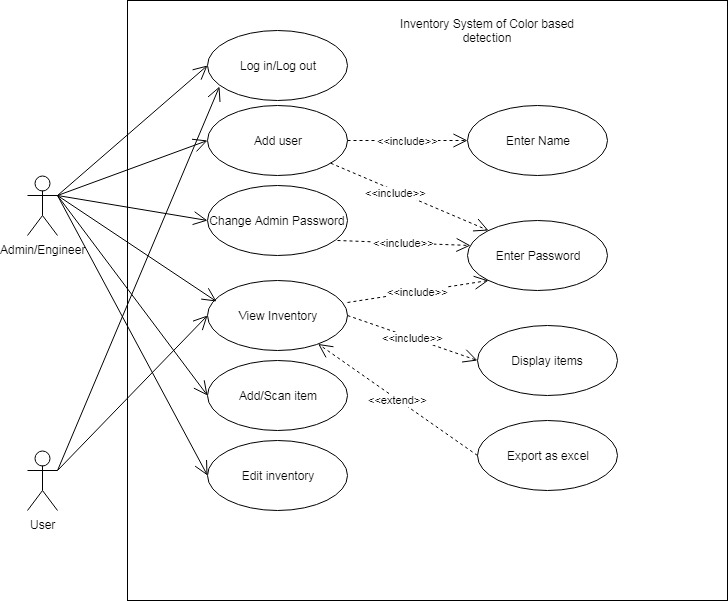 Inventory System of Color based
detection
Log in/Log out
Add user
<<include>>
Enter Name
<<include>>
Change Admin Password
<<include>>
Enter Password
Admin/Engineer
<<include>>
View Inventory
<<include>>
Display items
Add/Scan item
<<extend>>
Export as excel
Edit inventory
User